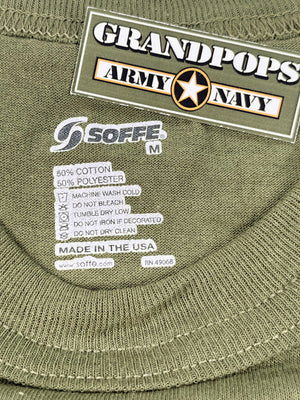 GRANDPOPS
ARMY NAVY
SOFFE
M
50% COTTON
50% POLYESTER
MACHINE WASH COLD
DO NOT BLEACH
TUMBLE DRY LOW
DO NOT IRON IF DECORATED
DO NOT DRY CLEAN
MADE IN THE USA
www.soffe.com RN 49068